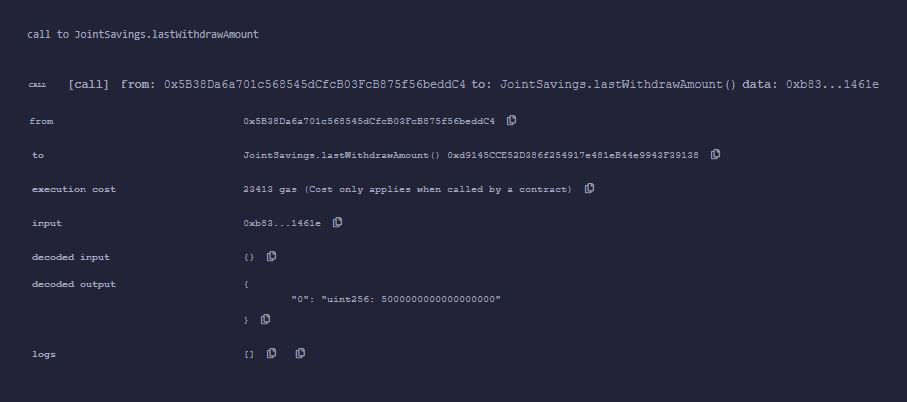 call to JointSavings.lastWithdrawAmount
CALL [call] from: 0x5B38Da6a701c568545dCfcB03FcB875f56beddC4 to: JointSavings.lastWithdrawAmount() data: 0xb83...1461e
from 0x5B38Da6a701c568545dCfcB03FcB875f56beddC4
to JointSavings.lastWithdrawAmount() 0xd9145CCE52D386f254917e481eB44e9943F39138
execution cost 23413 gas (Cost only applies when called by a contract)
input 0xb83...1461e
decoded input {}
decoded output {
"0": "uint256: 5000000000000000000"
}
logs []